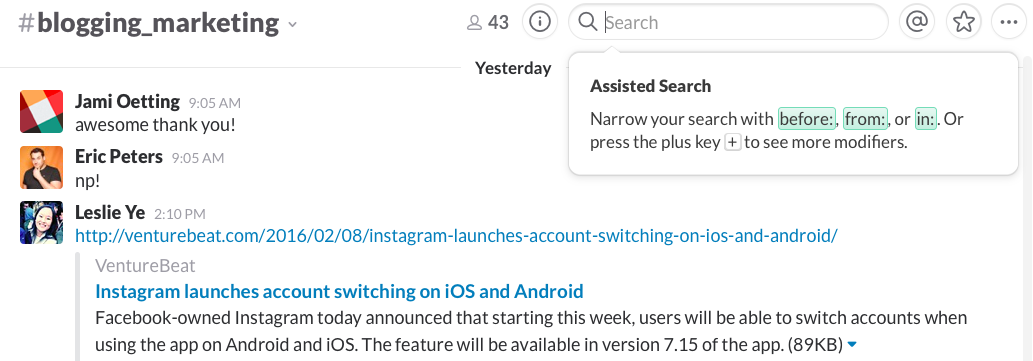 #blogging_marketing
43
Search
Yesterday
Assisted Search
Narrow your search with before:, from:, or in:. Or
press the plus key + to see more modifiers.
Jami Oetting 9:05 AM
awesome thank you!
Eric Peters 9:05 AM
np!
Leslie Ye 2:10 PM
http://venturebeat.com/2016/02/08/instagram-launches-account-switching-on-ios-and-android/
VentureBeat
Instagram launches account switching on iOS and Android
Facebook-owned Instagram today announced that starting this week, users will be able to switch accounts when
using the app on Android and iOS. The feature will be available in version 7.15 of the app. (89KB)